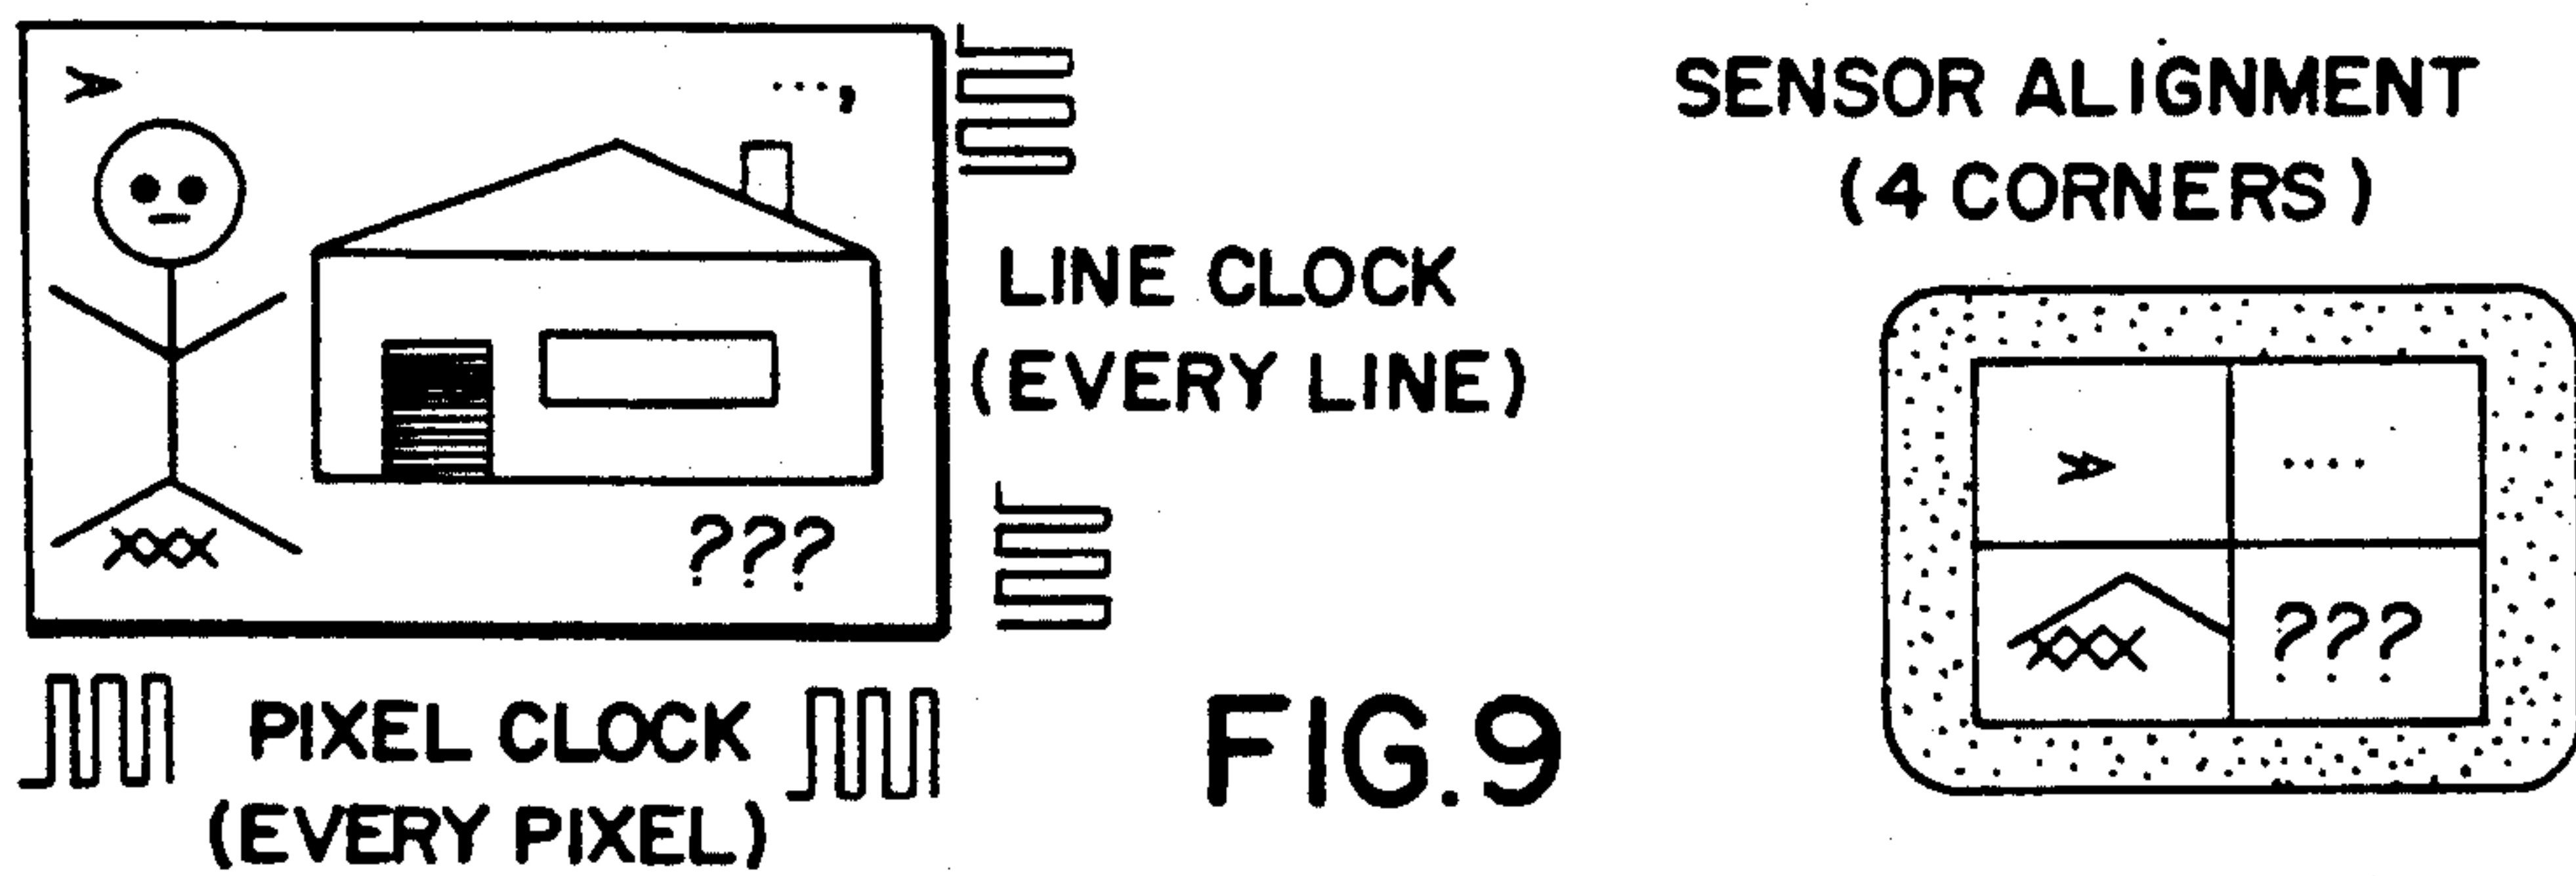 SENSOR ALIGNMENT
(4 CORNERS)
LINE CLOCK
(EVERY LINE)
???
???
PIXEL CLOCK
(EVERY PIXEL)
FIG.9